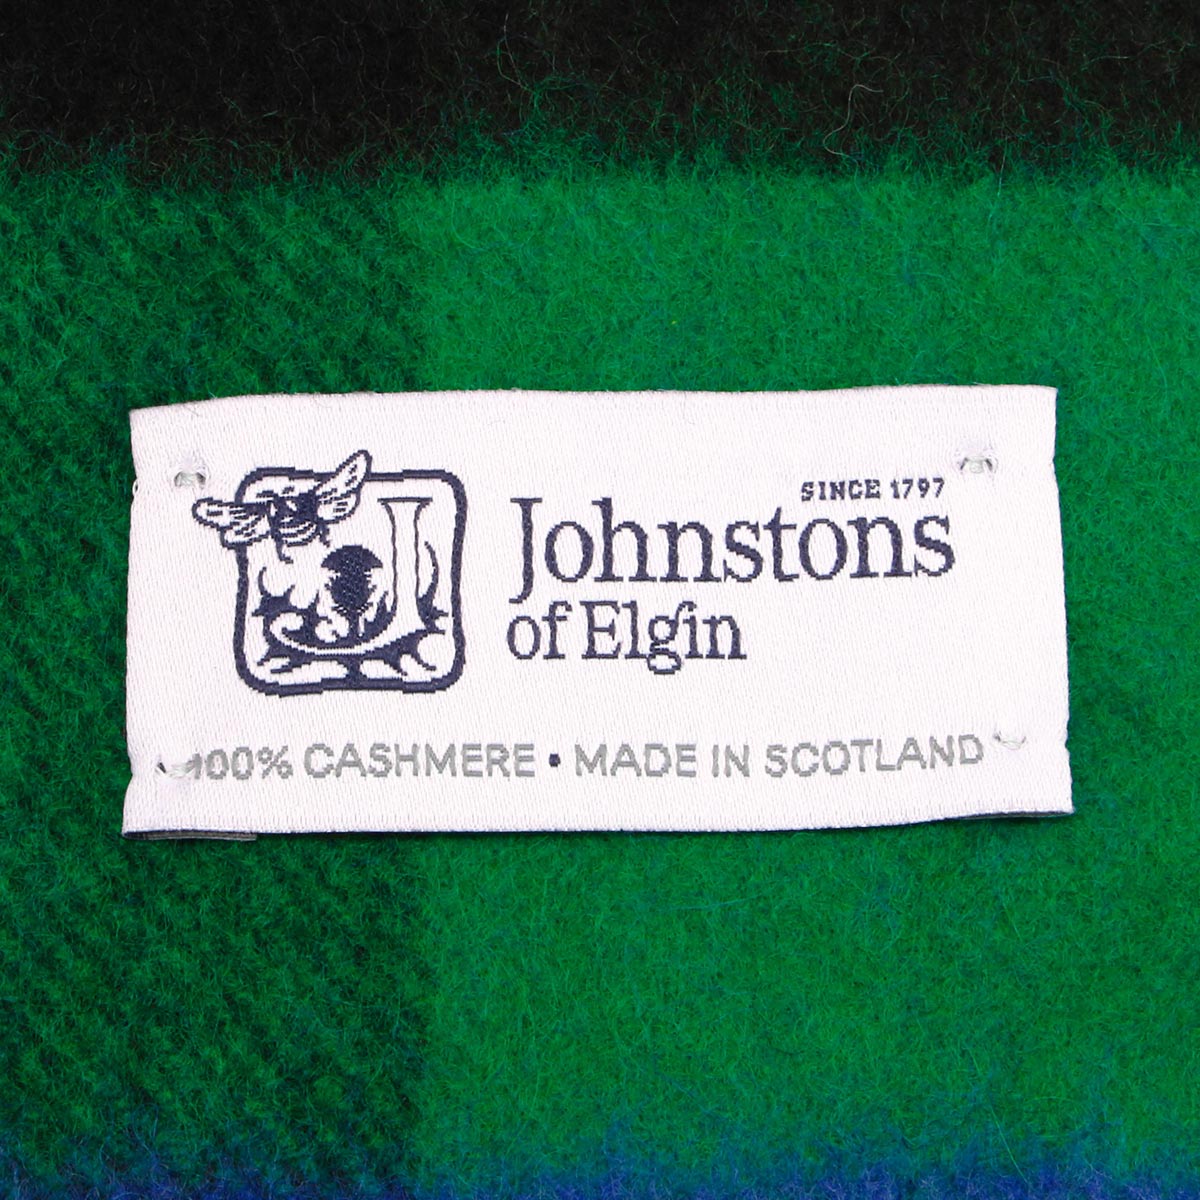 SINCE 1797
Johnstons
of Elgin
100% CASHMERE • MADE IN SCOTLAND